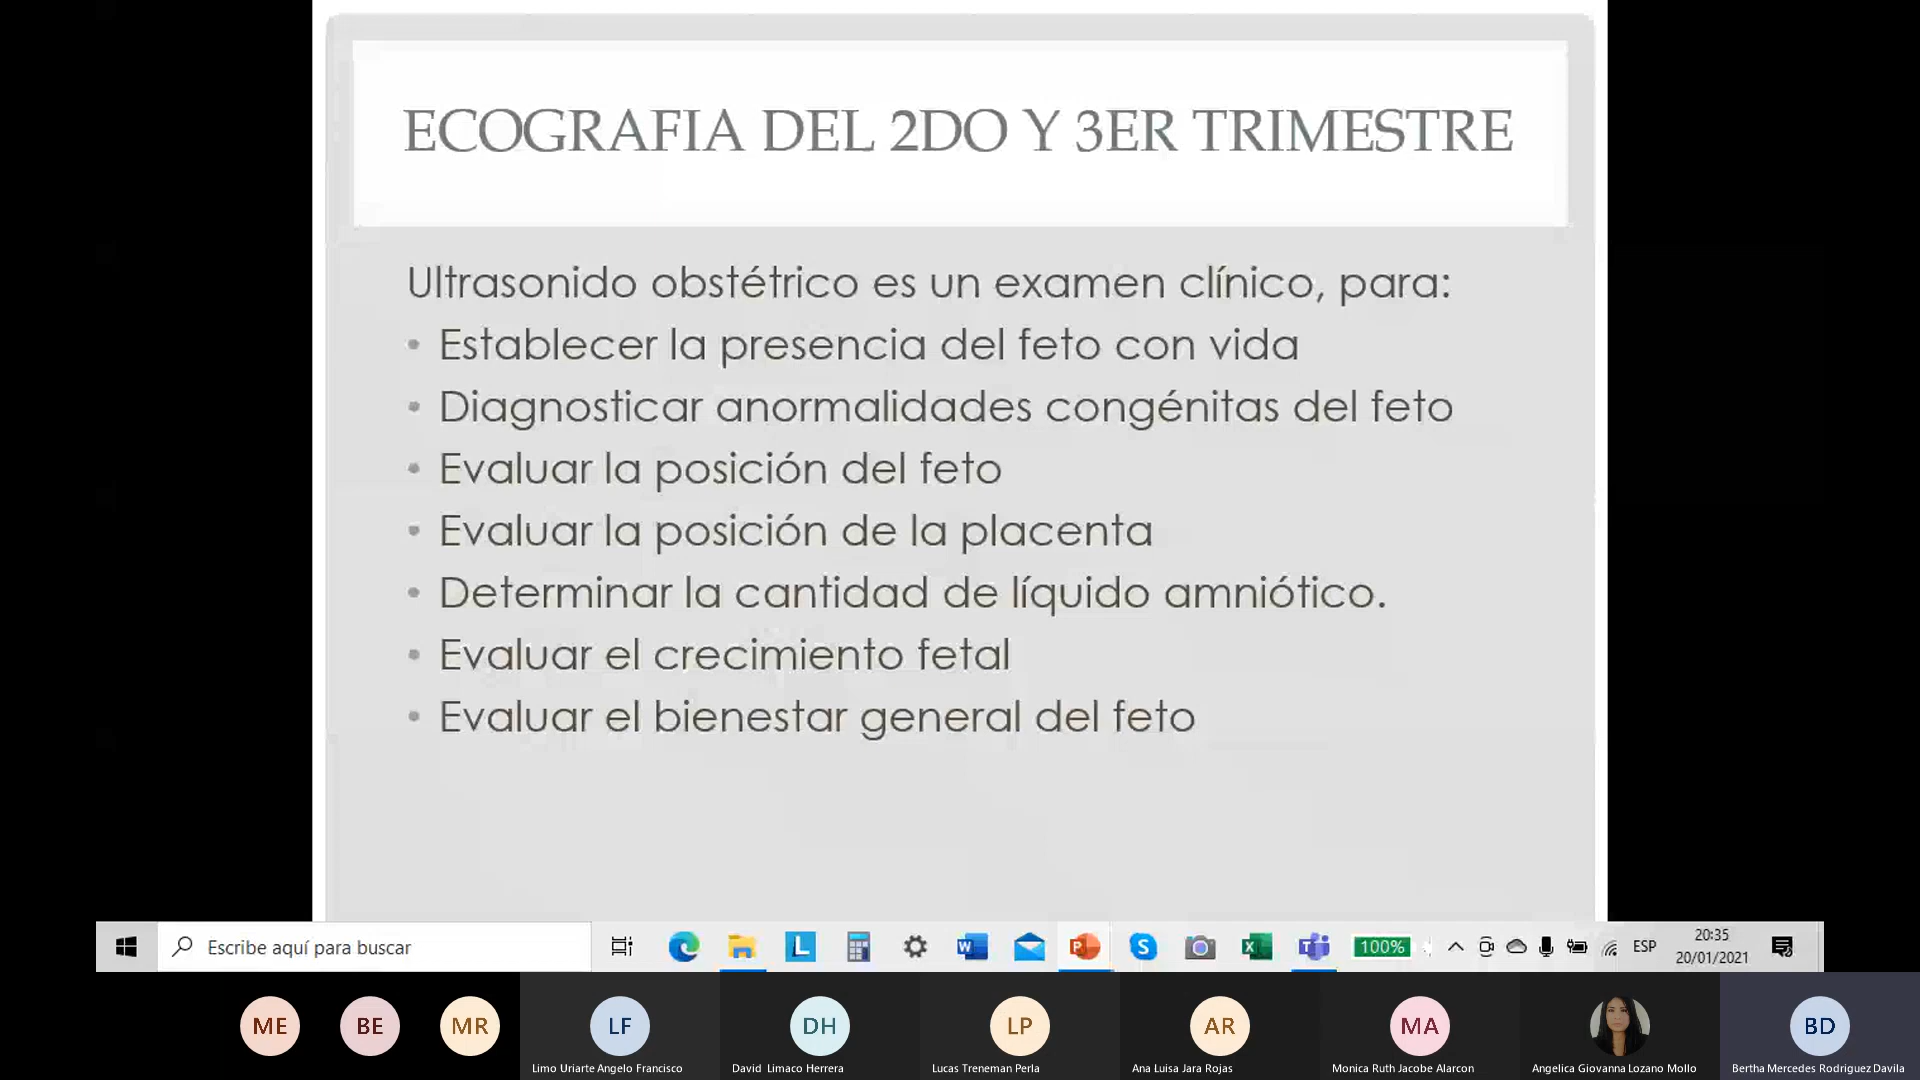 ECOGRAFIA DEL 2DO Y 3ER TRIMESTRE
Ultrasonido obstétrico es un examen clínico, para:
• Establecer la presencia del feto con vida
• Diagnosticar anormalidades congénitas del feto
• Evaluar la posición del feto
• Evaluar la posición de la placenta
• Determinar la cantidad de líquido amniótico.
• Evaluar el crecimiento fetal
• Evaluar el bienestar general del feto
Escribe aquí para buscar
L
W
P
S
X
T
100%
ESP
20:35
20/01/2021
ME
BE
MR
LF
DH
LP
AR
MA
BD
Limo Uriarte Angelo Francisco
David Limaco Herrera
Lucas Treneman Perla
Ana Luisa Jara Rojas
Monica Ruth Jacobe Alarcon
Angelica Giovanna Lozano Mollo
Bertha Mercedes Rodriguez Davila